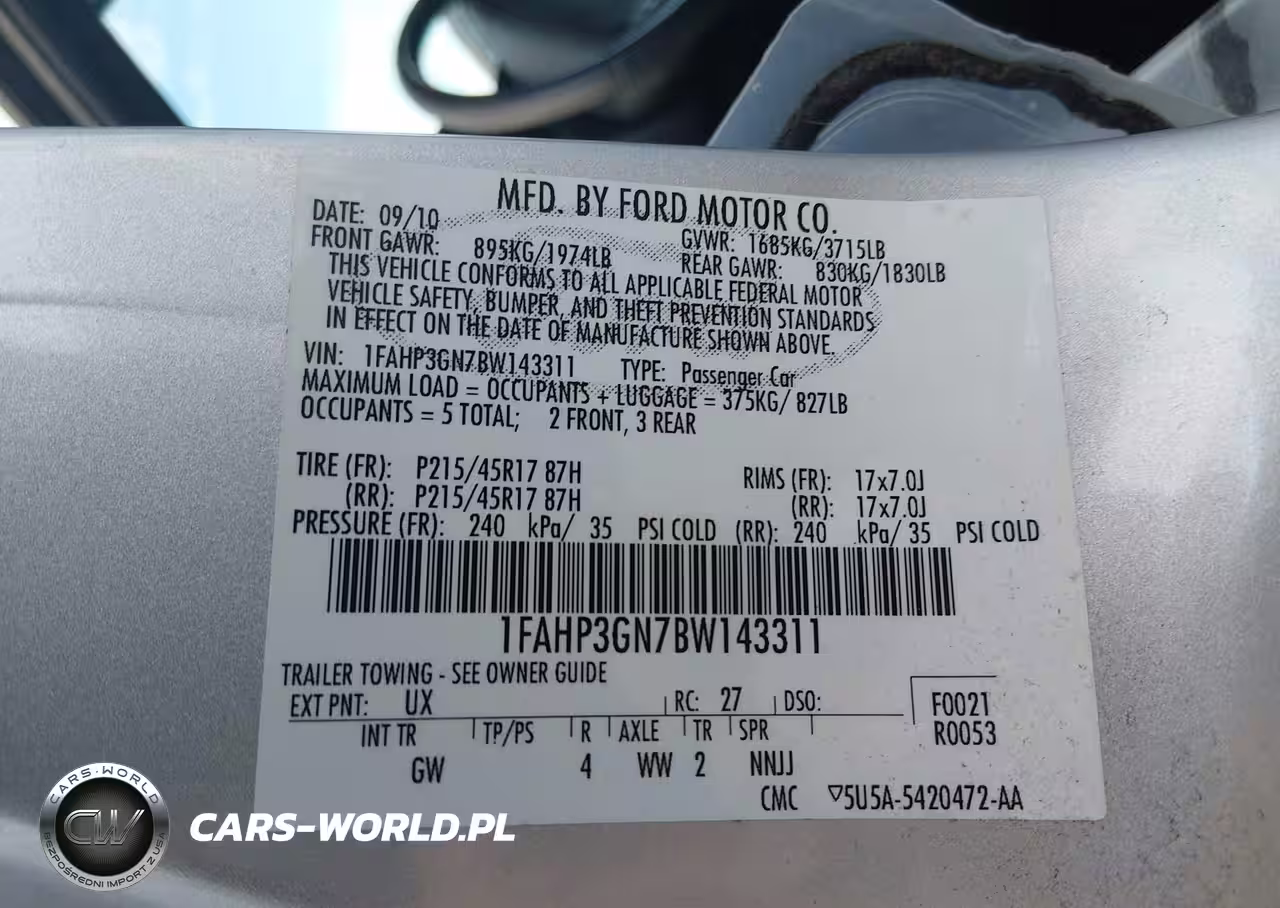 MFD. BY FORD MOTOR CO.
DATE: 09/10
GVWR: 1685KG/3715LB
FRONT GAWR: 895KG/1974LB REAR GAWR: 830KG/1830LB
THIS VEHICLE CONFORMS TO ALL APPLICABLE FEDERAL MOTOR
VEHICLE SAFETY, BUMPER, AND THEFT PREVENTION STANDARDS
IN EFFECT ON THE DATE OF MANUFACTURE SHOWN ABOVE.
VIN: 1FAHP3GN7BW143311 TYPE: Passenger Car
MAXIMUM LOAD = OCCUPANTS + LUGGAGE = 375KG/ 827LB
OCCUPANTS = 5 TOTAL; 2 FRONT, 3 REAR
TIRE (FR): P215/45R17 87H RIMS (FR): 17x7.0J
(RR): P215/45R17 87H (RR): 17x7.0J
PRESSURE (FR): 240 kPa/ 35 PSI COLD (RR): 240 kPa/ 35 PSI COLD
1FAHP3GN7BW143311
TRAILER TOWING - SEE OWNER GUIDE
EXT PNT: UX RC: 27 DSO: F0021
INT TR TP/PS R AXLE TR SPR R0053
GW 4 WW 2 NNJJ
CMC ▽5U5A-5420472-AA
CARS-WORLD
CW
BEZPOŚREDNI IMPORT Z USA
CARS-WORLD.PL